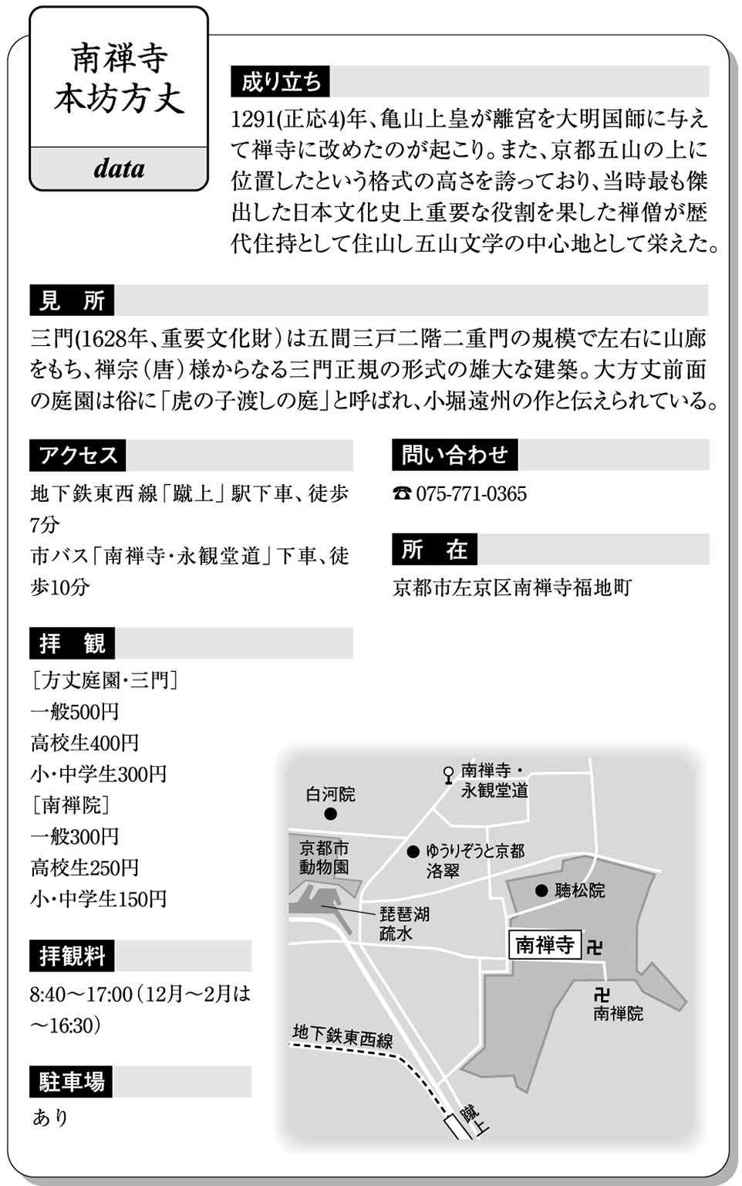 南禅寺
本坊方丈
data
成り立ち
1291(正応4)年、亀山上皇が離宮を大明国師に与え
て禅寺に改めたのが起こり。また、京都五山の上に
位置したという格式の高さを誇っており、当時最も傑
出した日本文化史上重要な役割を果した禅僧が歴
代住持として住山し五山文学の中心地として栄えた。
見 所
三門(1628年、重要文化財)は五間三戸二階二重門の規模で左右に山廊
をもち、禅宗(唐)様からなる三門正規の形式の雄大な建築。大方丈前面
の庭園は俗に「虎の子渡しの庭」と呼ばれ、小堀遠州の作と伝えられている。
アクセス
地下鉄東西線「蹴上」駅下車、徒歩
7分
市バス「南禅寺・永観堂道」下車、徒
歩10分
問い合わせ
☎075-771-0365
所 在
京都市左京区南禅寺福地町
拝 観
[方丈庭園・三門]
一般500円
高校生400円
小・中学生300円
[南禅院]
一般300円
高校生250円
小・中学生150円
拝観料
8:40〜17:00(12月〜2月は
〜16:30)
駐車場
あり
南禅寺・
永観堂道
白河院
京都市
動物園
ゆうりぞうと京都
洛翠
聴松院
琵琶湖
疏水
南禅寺 卍
卍
南禅院
地下鉄東西線
蹴上